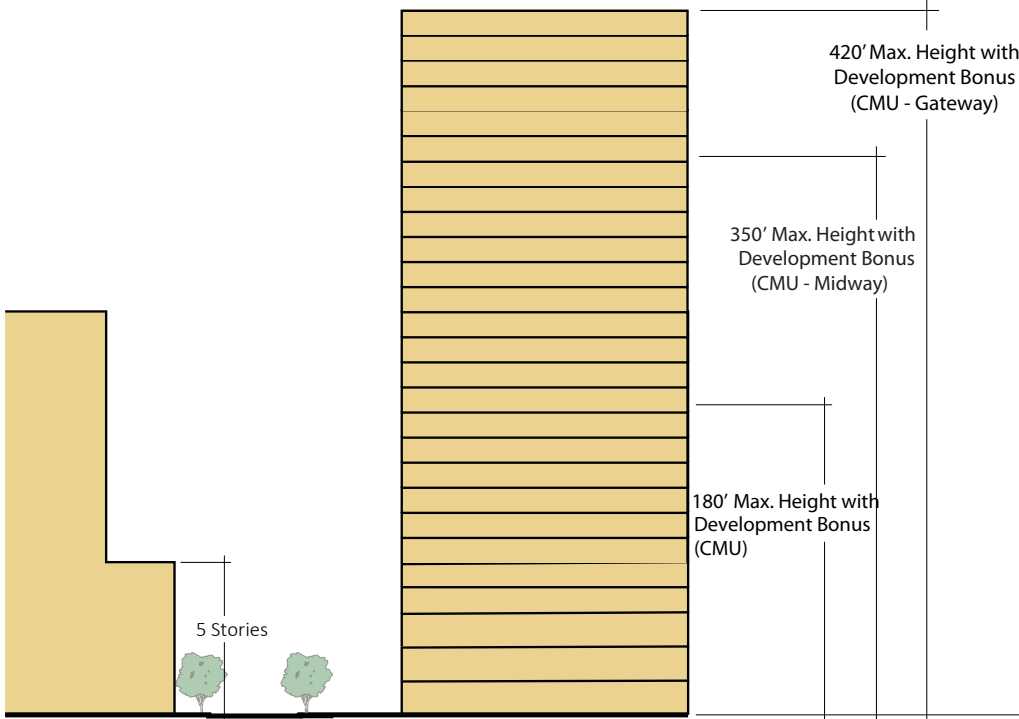 420' Max. Height with
Development Bonus
(CMU - Gateway)
350' Max. Height with
Development Bonus
(CMU - Midway)
180' Max. Height with
Development Bonus
(CMU)
5 Stories